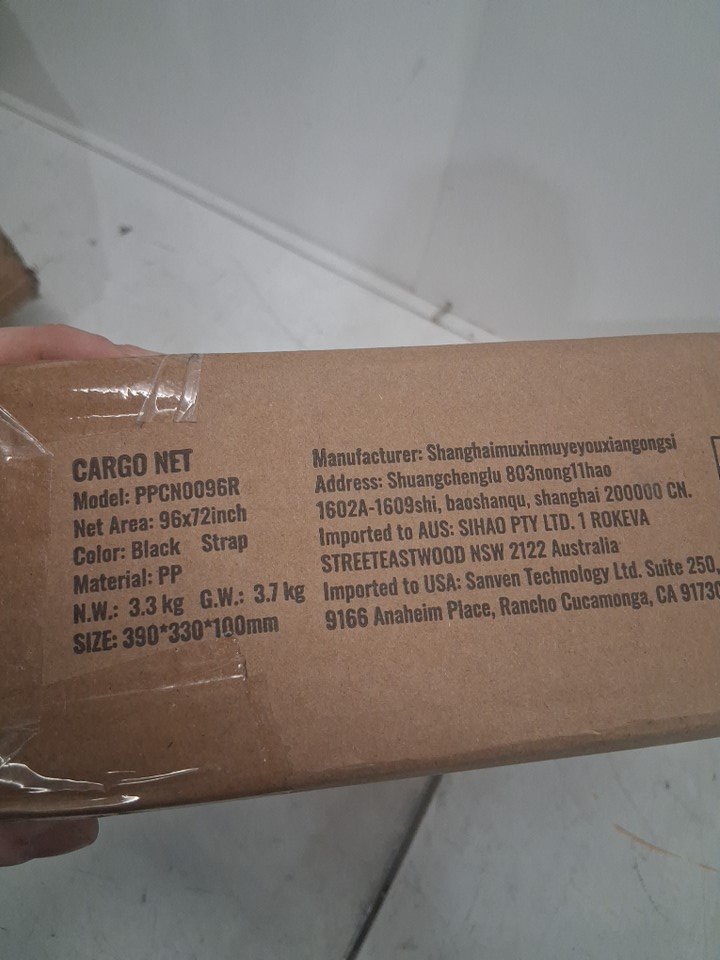 CARGO NET
Model: PPCN0096R
Net Area: 96x72inch
Color: Black Strap
Material: PP
N.W.: 3.3 kg G.W.: 3.7 kg
SIZE: 390*330*100mm
Manufacturer: Shanghaimuxinmuyeyouxiangongsi
Address: Shuangchenglu 803nong11hao
1602A-1609shi, baoshanqu, shanghai 200000 CN.
Imported to AUS: SIHAO PTY LTD. 1 ROKEVA
STREETEASTWOOD NSW 2122 Australia
Imported to USA: Sanven Technology Ltd. Suite 250,
9166 Anaheim Place, Rancho Cucamonga, CA 9173